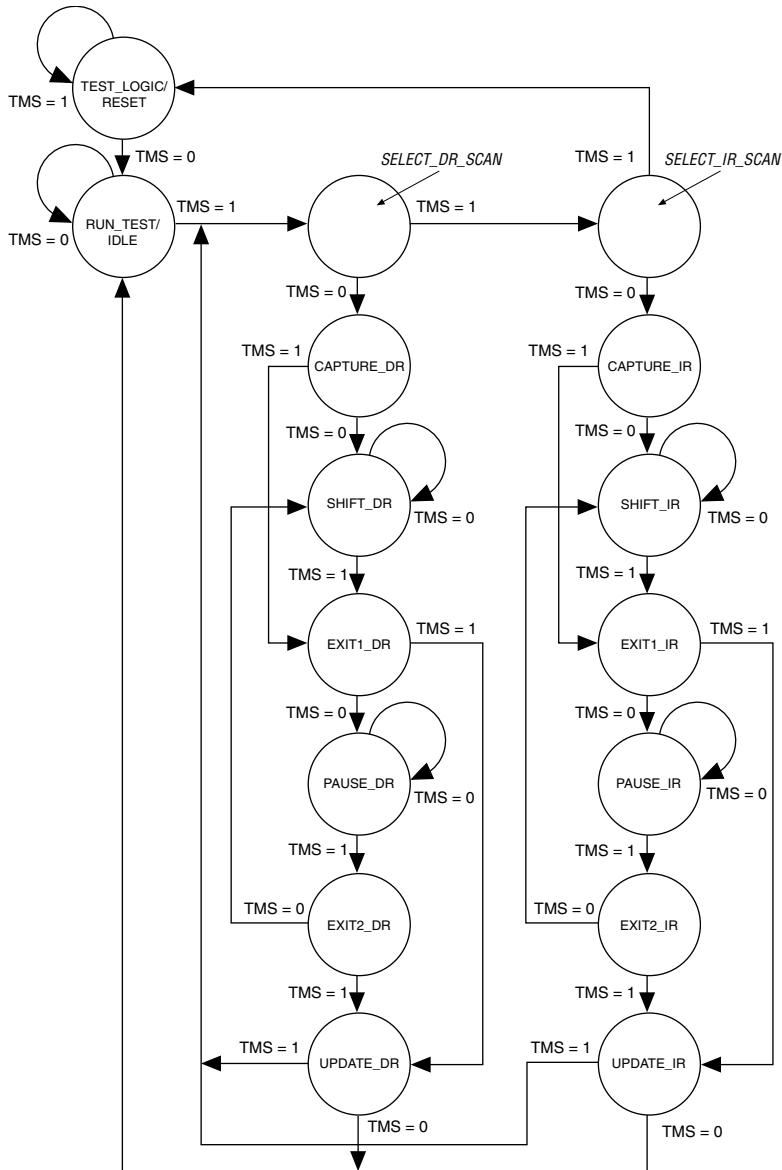 TEST_LOGIC/
RESET
TMS = 1
TMS = 0
SELECT_DR_SCAN
TMS = 1
SELECT_IR_SCAN
RUN_TEST/
IDLE
TMS = 0
TMS = 1
TMS = 1
TMS = 0
TMS = 0
TMS = 1
CAPTURE_DR
TMS = 1
CAPTURE_IR
TMS = 0
TMS = 0
SHIFT_DR
TMS = 0
SHIFT_IR
TMS = 0
TMS = 1
TMS = 1
EXIT1_DR
TMS = 1
EXIT1_IR
TMS = 1
TMS = 0
TMS = 0
PAUSE_DR
TMS = 0
PAUSE_IR
TMS = 0
TMS = 1
TMS = 1
TMS = 0
EXIT2_DR
TMS = 0
EXIT2_IR
TMS = 1
TMS = 1
TMS = 1
UPDATE_DR
TMS = 1
UPDATE_IR
TMS = 0
TMS = 0